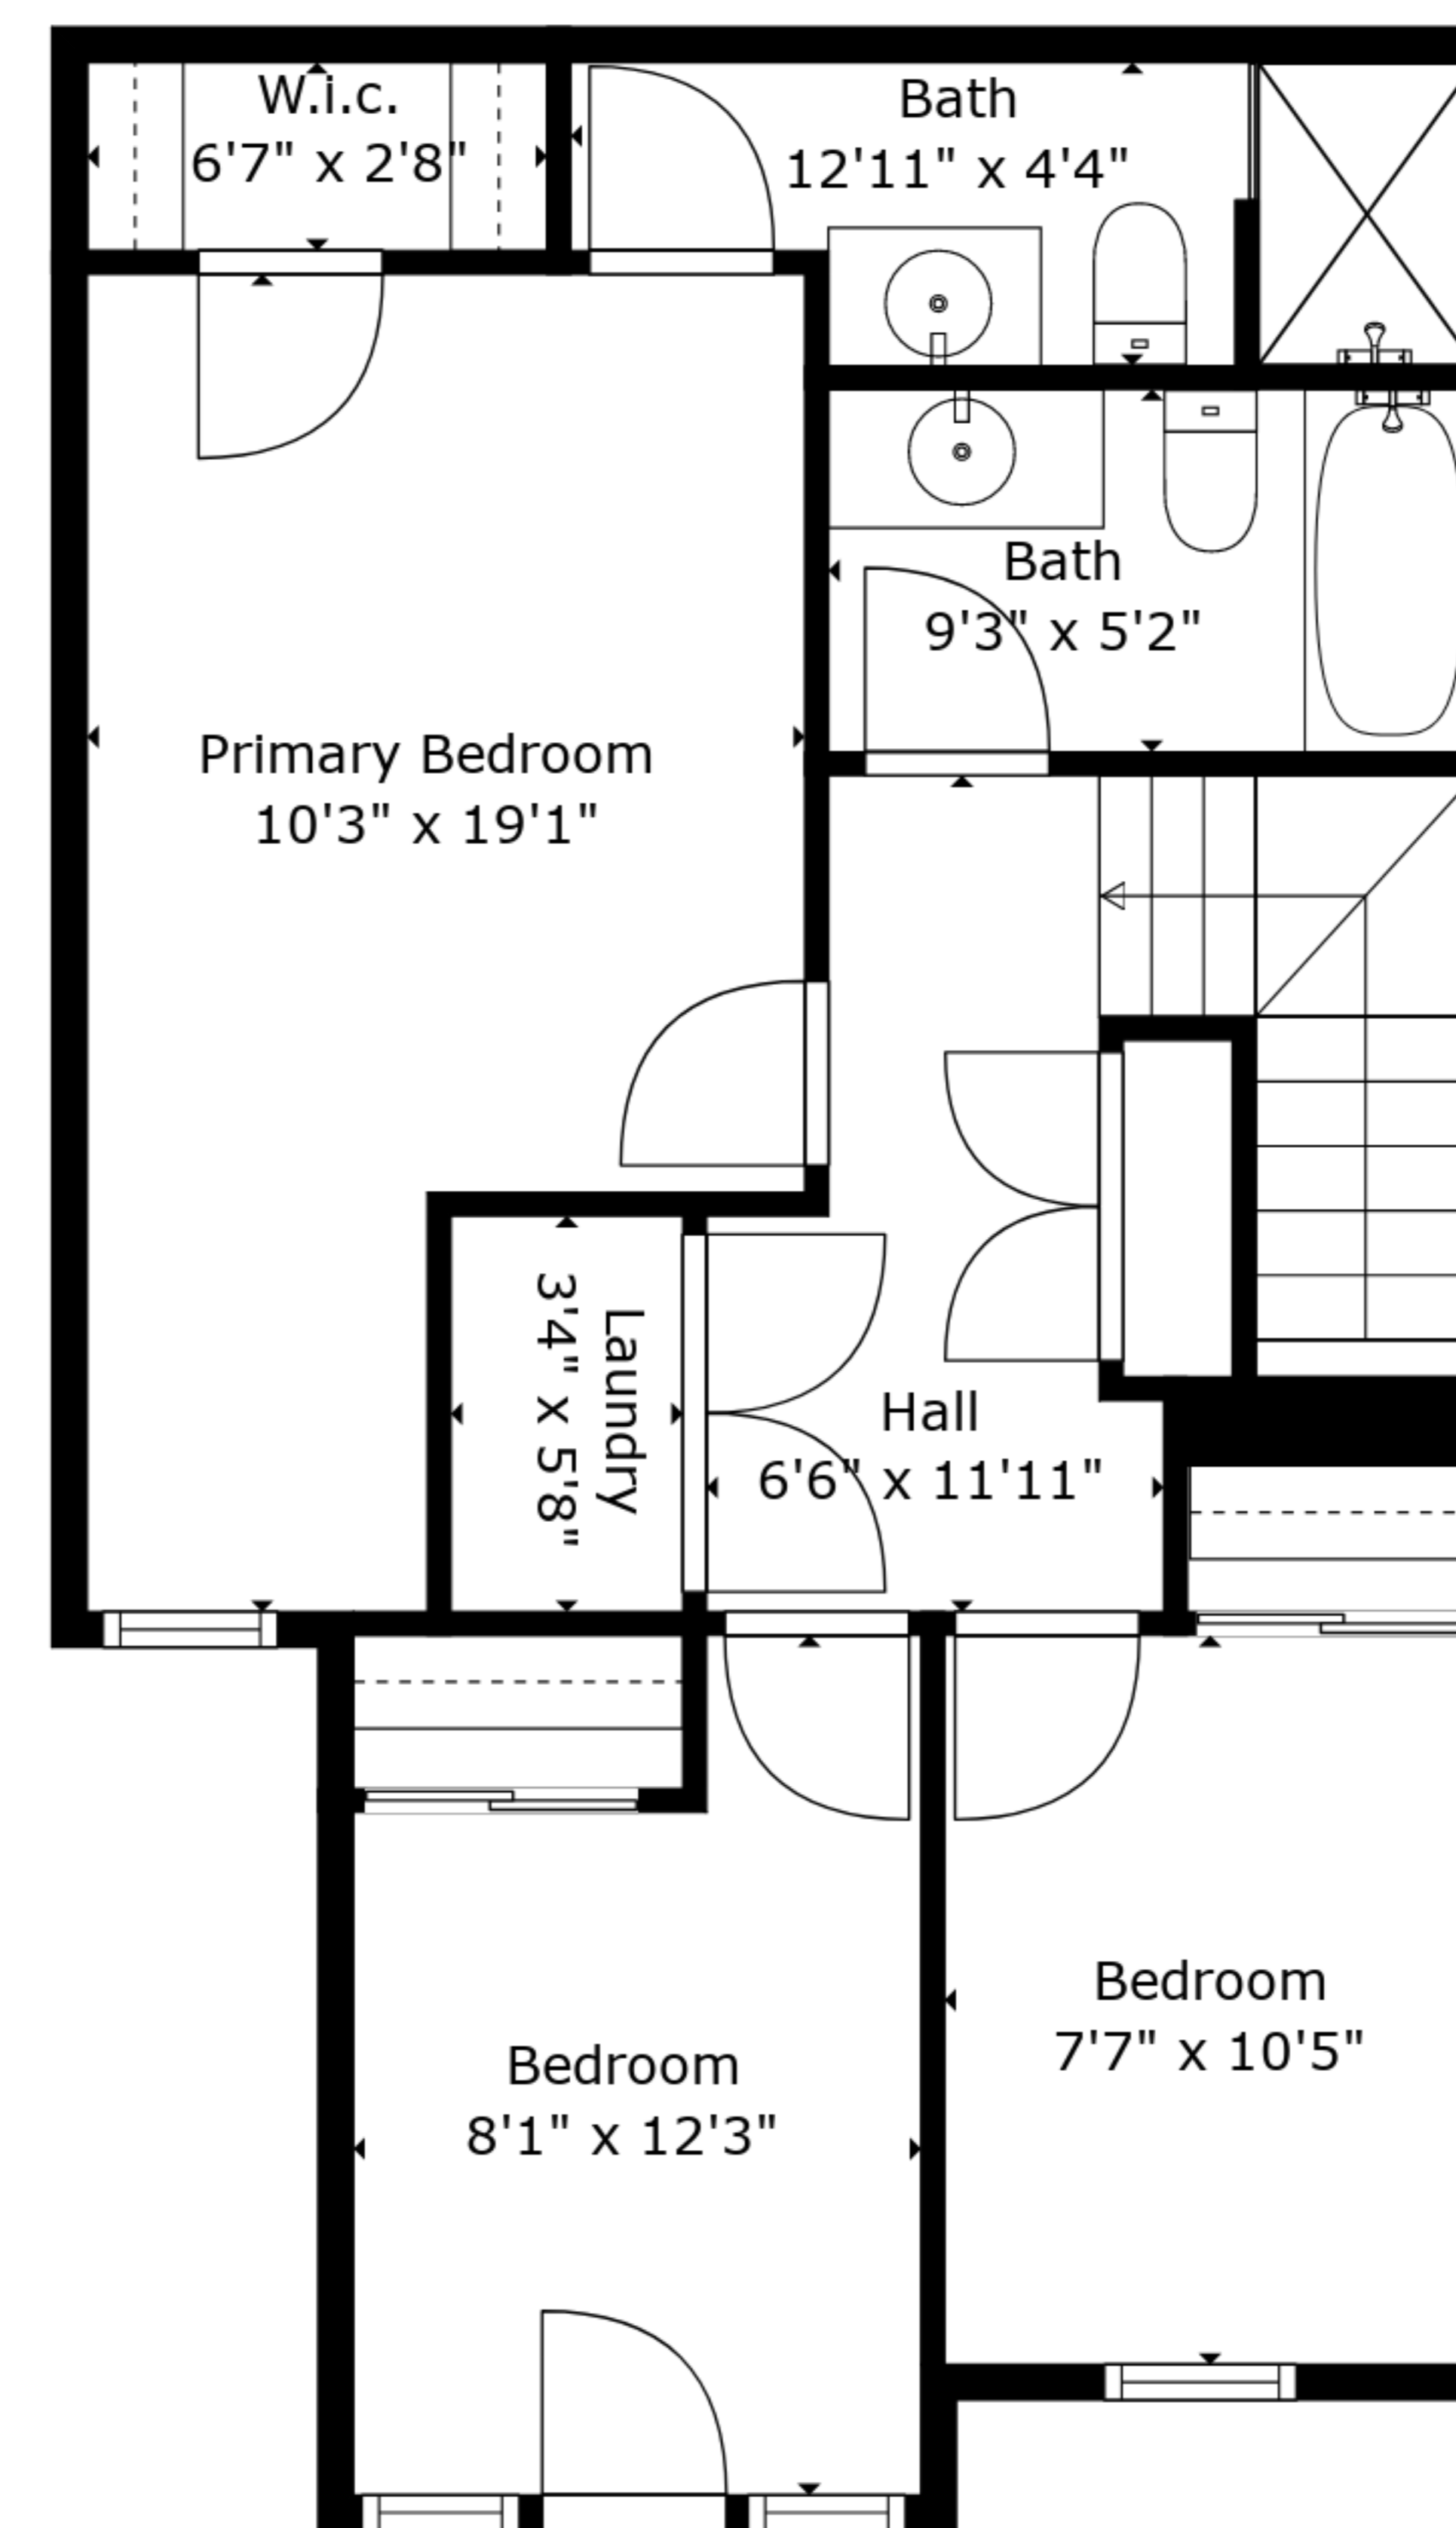 W.i.c.
6'7" x 2'8"
Bath
12'11" x 4'4"
Bath
9'3" x 5'2"
Primary Bedroom
10'3" x 19'1"
Laundry
3'4" x 5'8"
Hall
6'6" x 11'11"
Bedroom
7'7" x 10'5"
Bedroom
8'1" x 12'3"